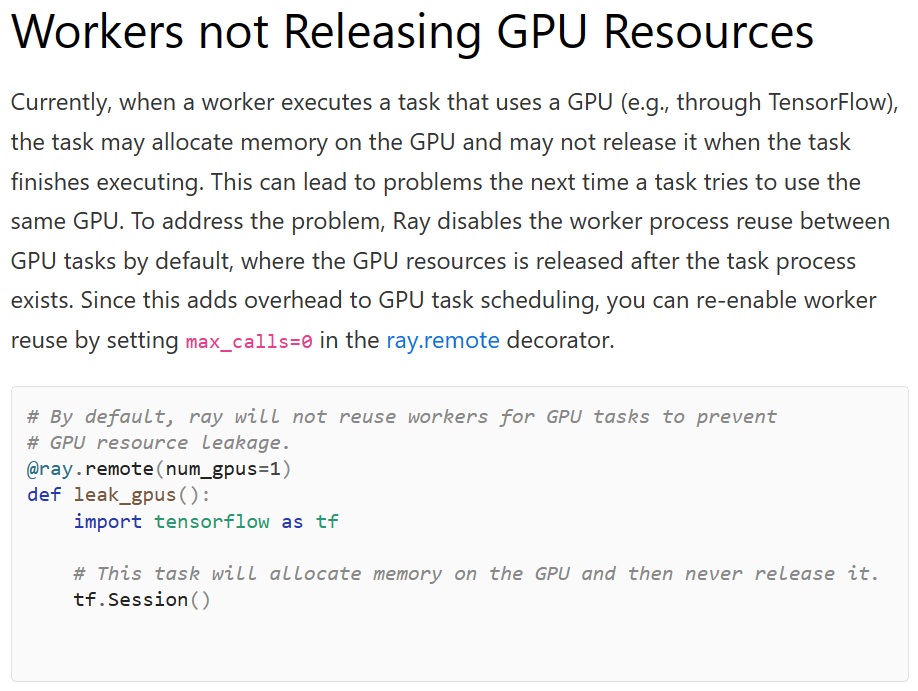 Workers not Releasing GPU Resources
Currently, when a worker executes a task that uses a GPU (e.g., through TensorFlow),
the task may allocate memory on the GPU and may not release it when the task
finishes executing. This can lead to problems the next time a task tries to use the
same GPU. To address the problem, Ray disables the worker process reuse between
GPU tasks by default, where the GPU resources is released after the task process
exists. Since this adds overhead to GPU task scheduling, you can re-enable worker
reuse by setting max_calls=0 in the ray.remote decorator.
# By default, ray will not reuse workers for GPU tasks to prevent
# GPU resource leakage.
@ray.remote(num_gpus=1)
def leak_gpus():
    import tensorflow as tf
    # This task will allocate memory on the GPU and then never release it.
    tf.Session()